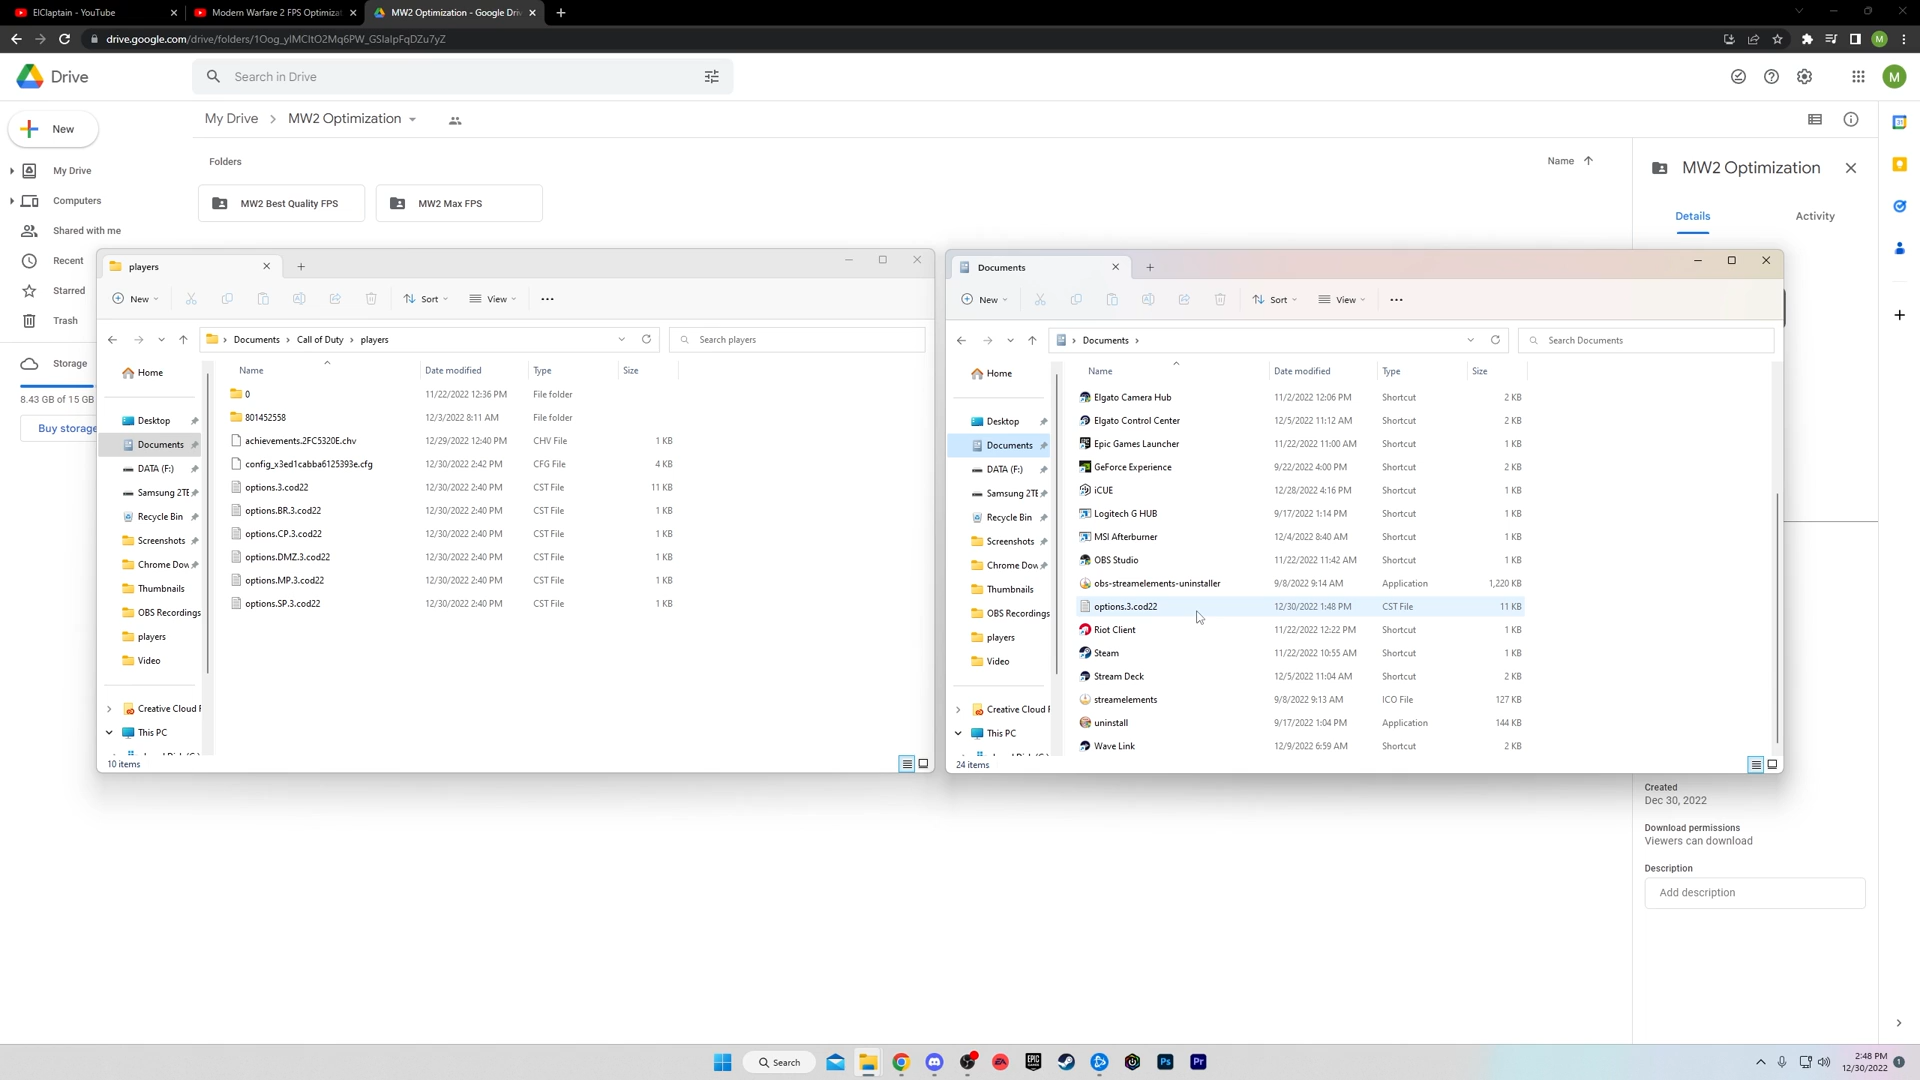 ElClaptain - YouTube
Modern Warfare 2 FPS Optimizat
MW2 Optimization - Google Driv
drive.google.com/drive/folders/1Oog_yIMCItO2Mq6PW_GSIaIpFqDZu7yZ
M
Drive
Search in Drive
M
New
My Drive
Computers
Shared with me
Recent
Starred
Trash
Storage
8.43 GB of 15 GB
Buy storage
My Drive > MW2 Optimization
Folders
Name
MW2 Best Quality FPS
MW2 Max FPS
MW2 Optimization
Details
Activity
31
players
New
Sort
View
Documents > Call of Duty > players
Search players
Home
Desktop
Documents
DATA (F:)
Samsung 2TE
Recycle Bin
Screenshots
Chrome Dow
Thumbnails
OBS Recordings
players
Video
Creative Cloud F
This PC
Name Date modified Type Size
0 11/22/2022 12:36 PM File folder
801452558 12/3/2022 8:11 AM File folder
achievements.2FC5320E.chv 12/29/2022 12:40 PM CHV File 1 KB
config_x3ed1cabba6125393e.cfg 12/30/2022 2:42 PM CFG File 4 KB
options.3.cod22 12/30/2022 2:40 PM CST File 11 KB
options.BR.3.cod22 12/30/2022 2:40 PM CST File 1 KB
options.CP.3.cod22 12/30/2022 2:40 PM CST File 1 KB
options.DMZ.3.cod22 12/30/2022 2:40 PM CST File 1 KB
options.MP.3.cod22 12/30/2022 2:40 PM CST File 1 KB
options.SP.3.cod22 12/30/2022 2:40 PM CST File 1 KB
10 items
Documents
New
Sort
View
Documents >
Search Documents
Home
Desktop
Documents
DATA (F:)
Samsung 2TE
Recycle Bin
Screenshots
Chrome Dow
Thumbnails
OBS Recordings
players
Video
Creative Cloud F
This PC
Name Date modified Type Size
Elgato Camera Hub 11/2/2022 12:06 PM Shortcut 2 KB
Elgato Control Center 12/5/2022 11:12 AM Shortcut 2 KB
Epic Games Launcher 11/22/2022 11:00 AM Shortcut 1 KB
GeForce Experience 9/22/2022 4:00 PM Shortcut 2 KB
iCUE 12/28/2022 4:16 PM Shortcut 1 KB
Logitech G HUB 9/17/2022 1:14 PM Shortcut 1 KB
MSI Afterburner 12/4/2022 8:40 AM Shortcut 1 KB
OBS Studio 11/22/2022 11:42 AM Shortcut 1 KB
obs-streamelements-uninstaller 9/8/2022 9:14 AM Application 1,220 KB
options.3.cod22 12/30/2022 1:48 PM CST File 11 KB
Riot Client 11/22/2022 12:22 PM Shortcut 1 KB
Steam 11/22/2022 10:55 AM Shortcut 1 KB
Stream Deck 12/5/2022 11:04 AM Shortcut 2 KB
streamelements 9/8/2022 9:13 AM ICO File 127 KB
uninstall 9/17/2022 1:04 PM Application 144 KB
Wave Link 12/9/2022 6:59 AM Shortcut 2 KB
24 items
Created
Dec 30, 2022
Download permissions
Viewers can download
Description
Add description
Search
EA
EPIC
Ps
Pr
2:48 PM
12/30/2022
1